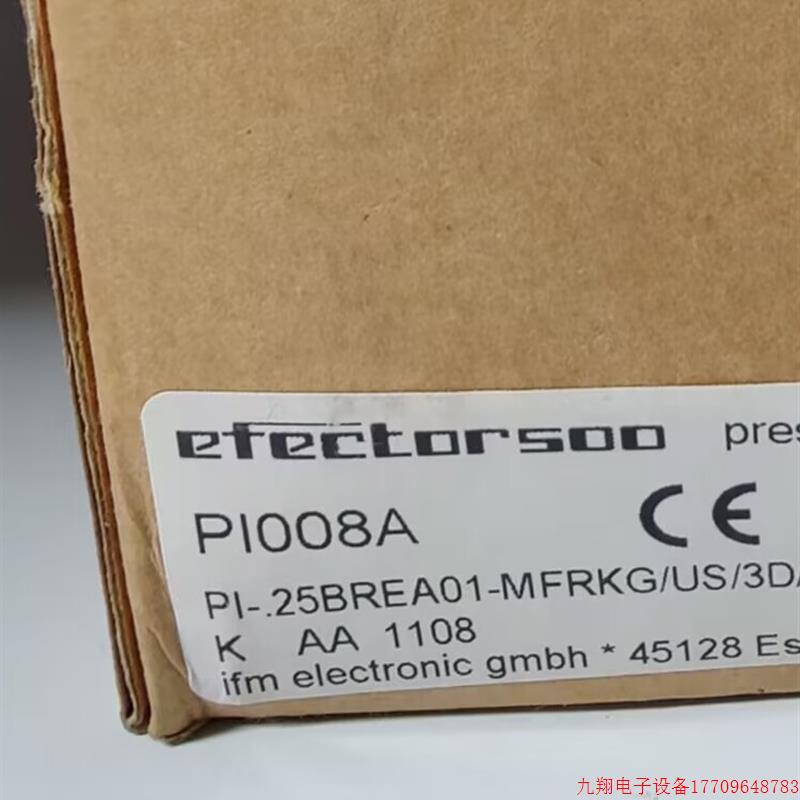 efector500 pres
PI008A CE
PI-.25BREA01-MFRKG/US/3D/
K AA 1108
ifm electronic gmbh * 45128 Es
九翔电子设备17709648783